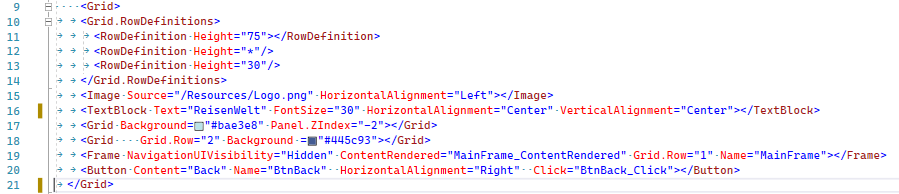 9 <Grid>
10 <Grid.RowDefinitions>
11 <RowDefinition Height="75"></RowDefinition>
12 <RowDefinition Height="*"/>
13 <RowDefinition Height="30"/>
14 </Grid.RowDefinitions>
15 <Image Source="/Resources/Logo.png" HorizontalAlignment="Left"></Image>
16 <TextBlock Text="ReisenWelt" FontSize="30" HorizontalAlignment="Center" VerticalAlignment="Center"></TextBlock>
17 <Grid Background="#bae3e8" Panel.ZIndex="-2"></Grid>
18 <Grid   Grid.Row="2" Background ="#445c93"></Grid>
19 <Frame NavigationUIVisibility="Hidden" ContentRendered="MainFrame_ContentRendered" Grid.Row="1" Name="MainFrame"></Frame>
20 <Button Content="Back" Name="BtnBack"  HorizontalAlignment="Right"  Click="BtnBack_Click"></Button>
21 </Grid>